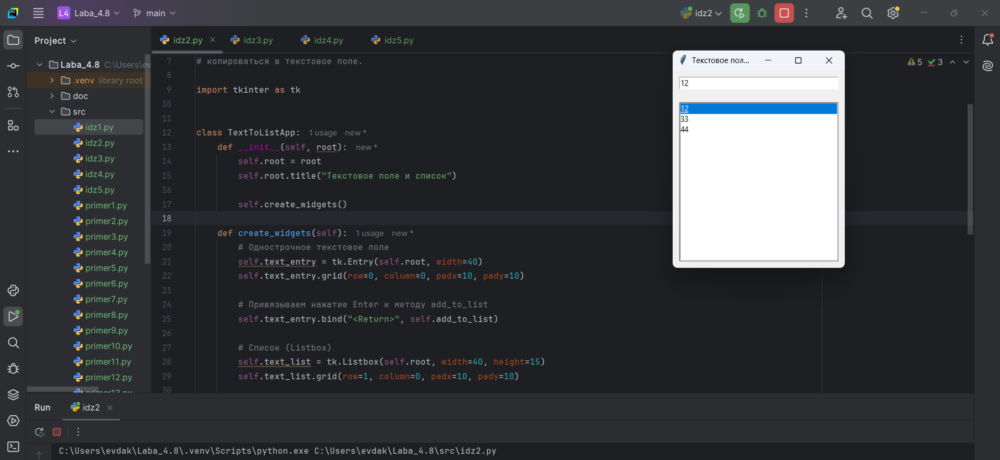 L4 Laba_4.8 main idz2
Project
idz2.py idz3.py idz4.py idz5.py
Laba_4.8 C:\Users\ev
.venv library root
doc
src
idz1.py
idz2.py
idz3.py
idz4.py
idz5.py
primer1.py
primer2.py
primer3.py
primer4.py
primer5.py
primer6.py
primer7.py
primer8.py
primer9.py
primer10.py
primer11.py
primer12.py
primer13.py
5 3
7 # копироваться в текстовое поле.
8
9 import tkinter as tk
10
11
12 class TextToListApp: 1 usage new *
13 def __init__(self, root): new *
14 self.root = root
15 self.root.title("Текстовое поле и список")
16
17 self.create_widgets()
18
19 def create_widgets(self): 1 usage new *
20 # Однострочное текстовое поле
21 self.text_entry = tk.Entry(self.root, width=40)
22 self.text_entry.grid(row=0, column=0, padx=10, pady=10)
23
24 # Привязываем нажатие Enter к методу add_to_list
25 self.text_entry.bind("<Return>", self.add_to_list)
26
27 # Список (Listbox)
28 self.text_list = tk.Listbox(self.root, width=40, height=15)
29 self.text_list.grid(row=1, column=0, padx=10, pady=10)
30
Текстовое пол...
12
12
33
44
Run idz2
C:\Users\evdak\Laba_4.8\.venv\Scripts\python.exe C:\Users\evdak\Laba_4.8\src\idz2.py